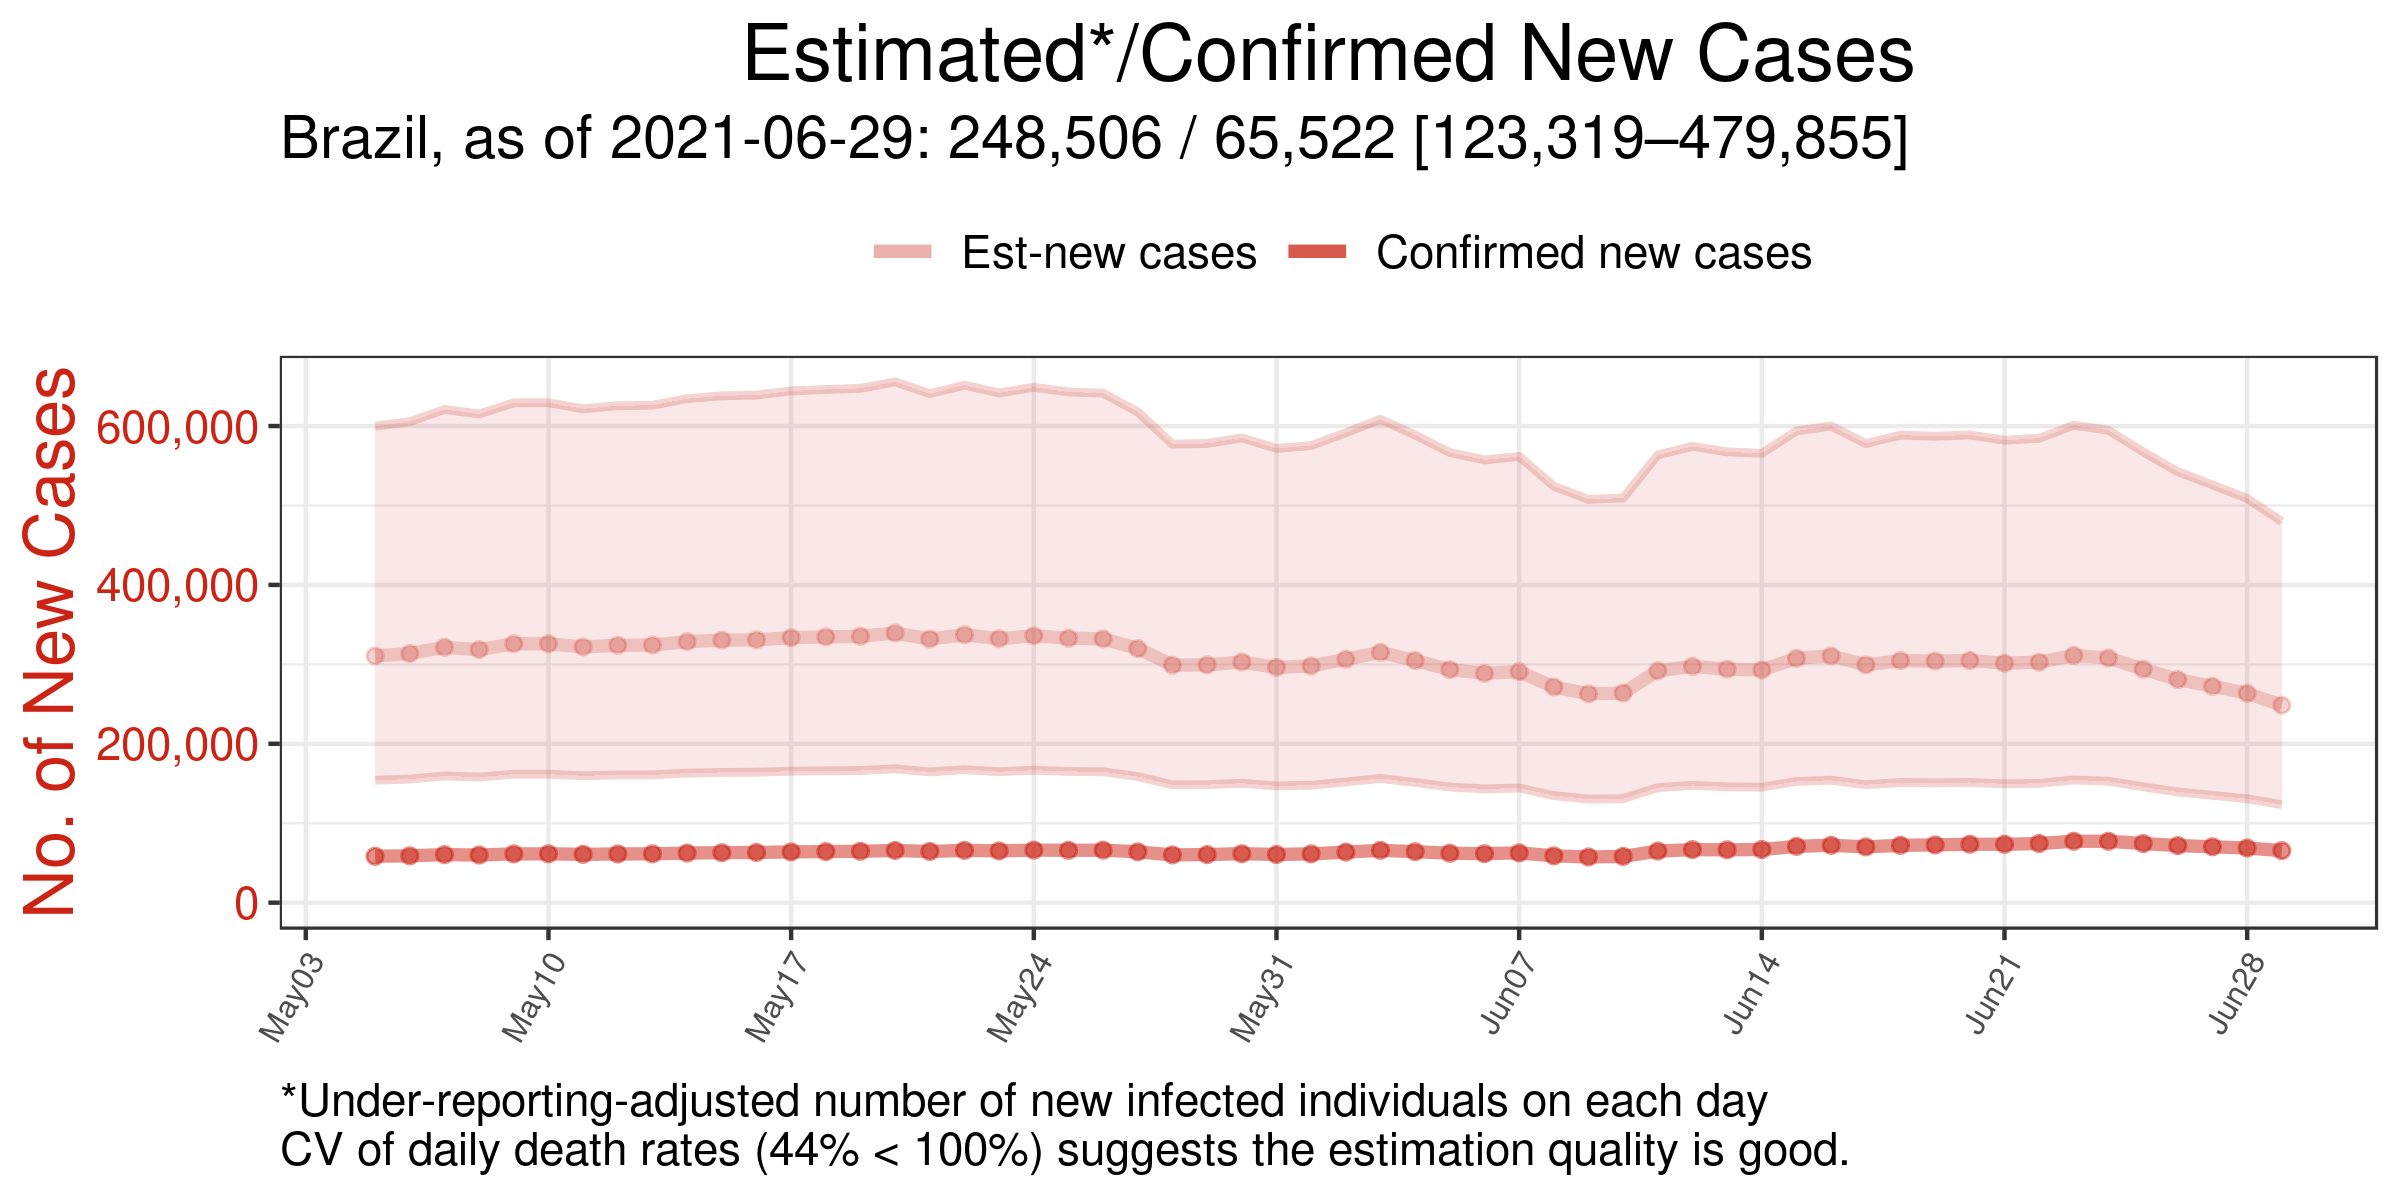 Estimated*/Confirmed New Cases
Brazil, as of 2021-06-29: 248,506 / 65,522 [123,319–479,855]
Est-new cases
Confirmed new cases
No. of New Cases
600,000
400,000
200,000
0
May03
May10
May17
May24
May31
Jun07
Jun14
Jun21
Jun28
*Under-reporting-adjusted number of new infected individuals on each day
CV of daily death rates (44% < 100%) suggests the estimation quality is good.